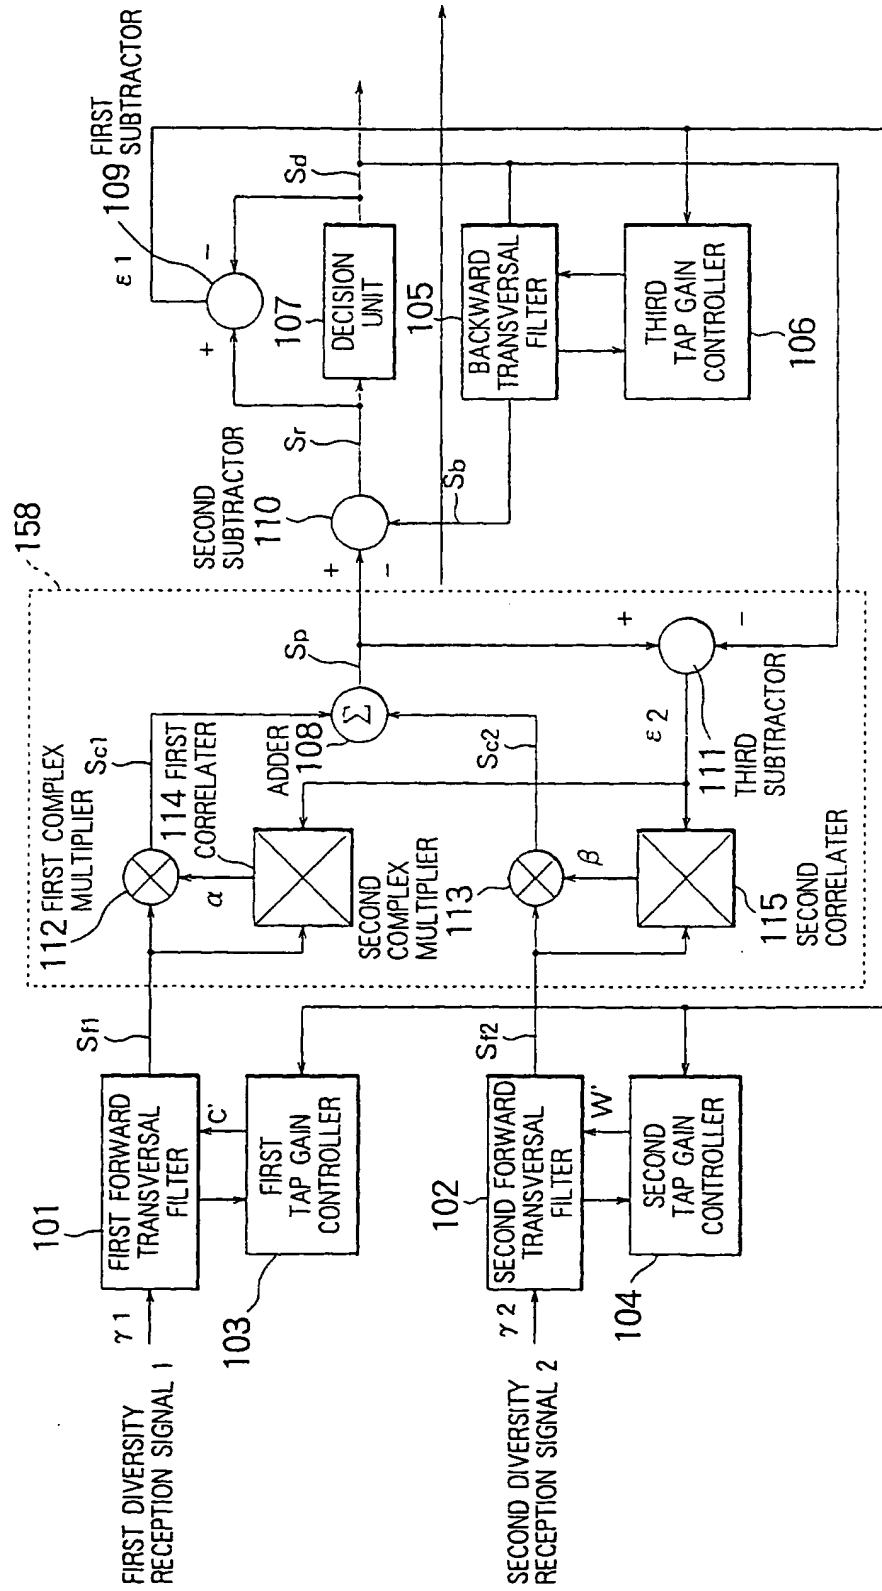 FIRST DIVERSITY
RECEPTION SIGNAL 1
γ1
101
FIRST FORWARD
TRANSVERSAL
FILTER
C'
103
FIRST
TAP GAIN
CONTROLLER
Sf1
SECOND DIVERSITY
RECEPTION SIGNAL 2
γ2
102
SECOND FORWARD
TRANSVERSAL
FILTER
W'
104
SECOND
TAP GAIN
CONTROLLER
Sf2
158
112 FIRST COMPLEX
MULTIPLIER
Sc1
α
114 FIRST
CORRELATER
ADDER
108
Σ
Sp
SECOND
COMPLEX
MULTIPLIER
113
Sc2
β
115
SECOND CORRELATER
ε2
111
THIRD
SUBTRACTOR
+
-
SECOND
SUBTRACTOR
110
+
-
Sr
Sb
107
DECISION
UNIT
Sd
+
-
ε1
109 FIRST
SUBTRACTOR
105
BACKWARD
TRANSVERSAL
FILTER
THIRD
TAP GAIN
CONTROLLER
106